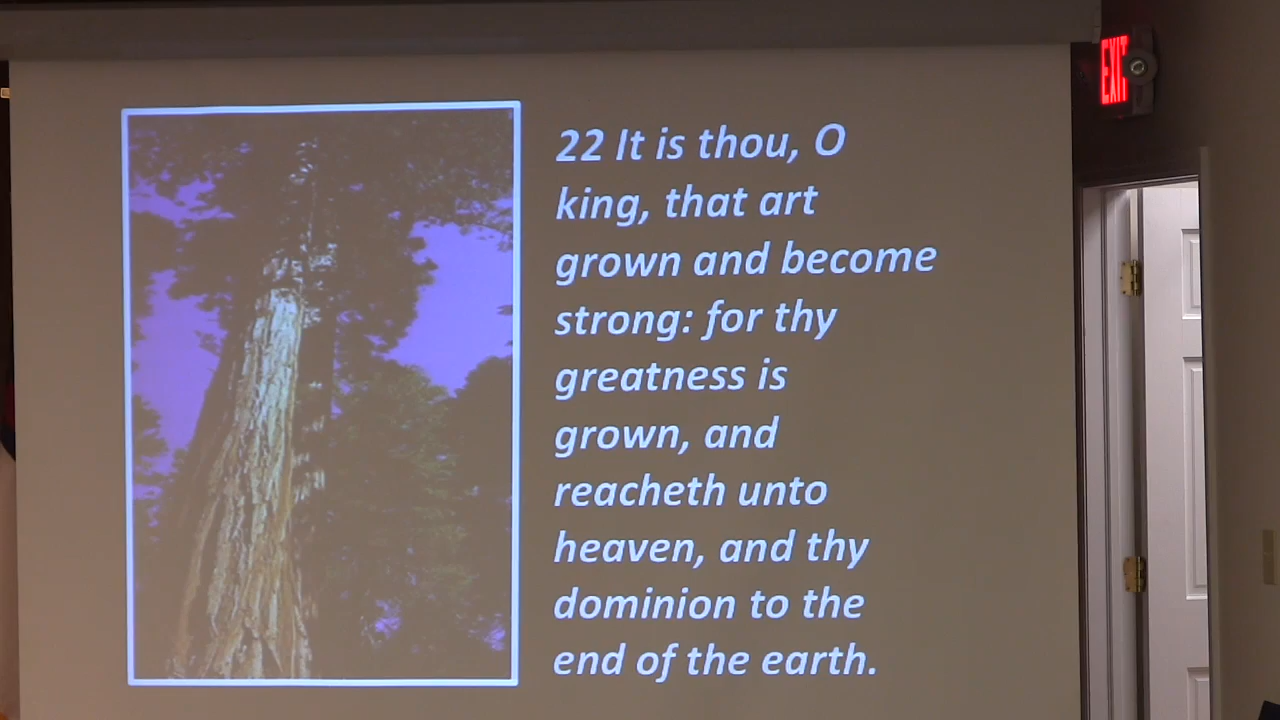 22 It is thou, O
king, that art
grown and become
strong: for thy
greatness is
grown, and
reacheth unto
heaven, and thy
dominion to the
end of the earth.
EXIT